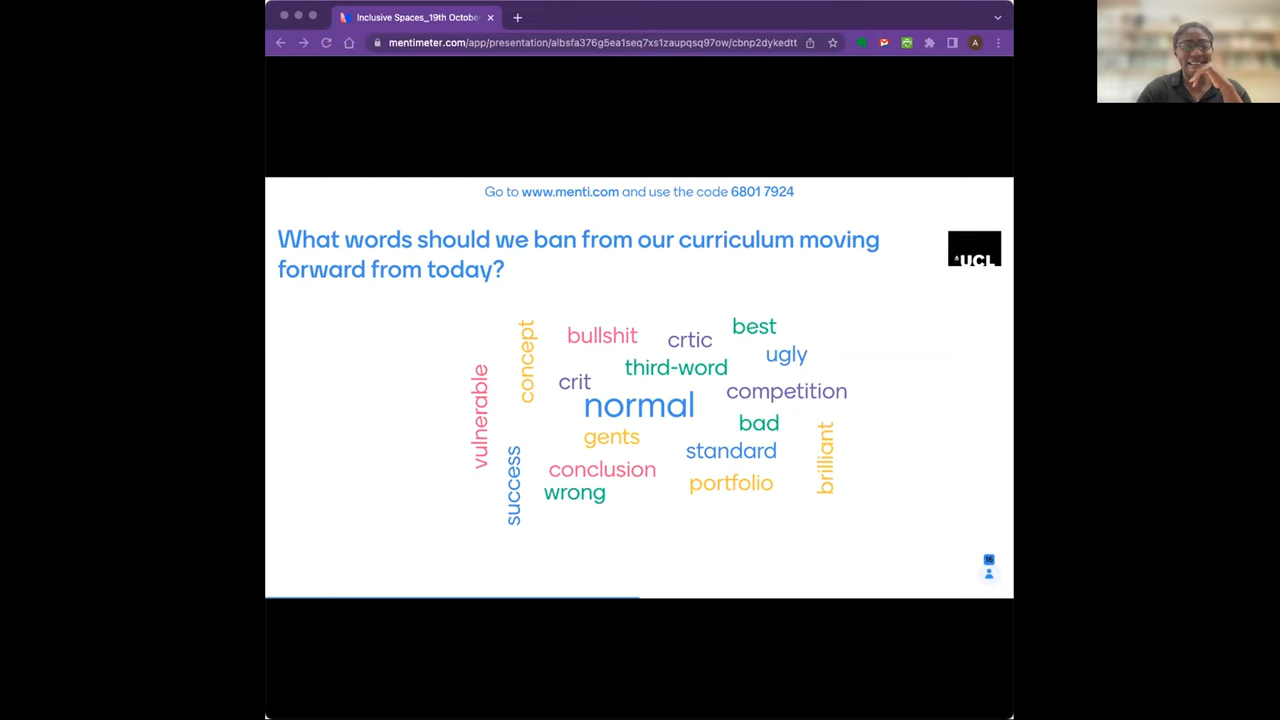 Inclusive Spaces_19th Octobe
mentimeter.com/app/presentation/albsfa376g5ea1seq7xs1zaupqsq97ow/cbnp2dykedtt
A
Go to www.menti.com and use the code 6801 7924
What words should we ban from our curriculum moving
forward from today?
UCL
best
bullshit
crtic
concept
ugly
third-word
vulnerable
crit
competition
normal
bad
gents
standard
brilliant
conclusion
success
portfolio
wrong
16